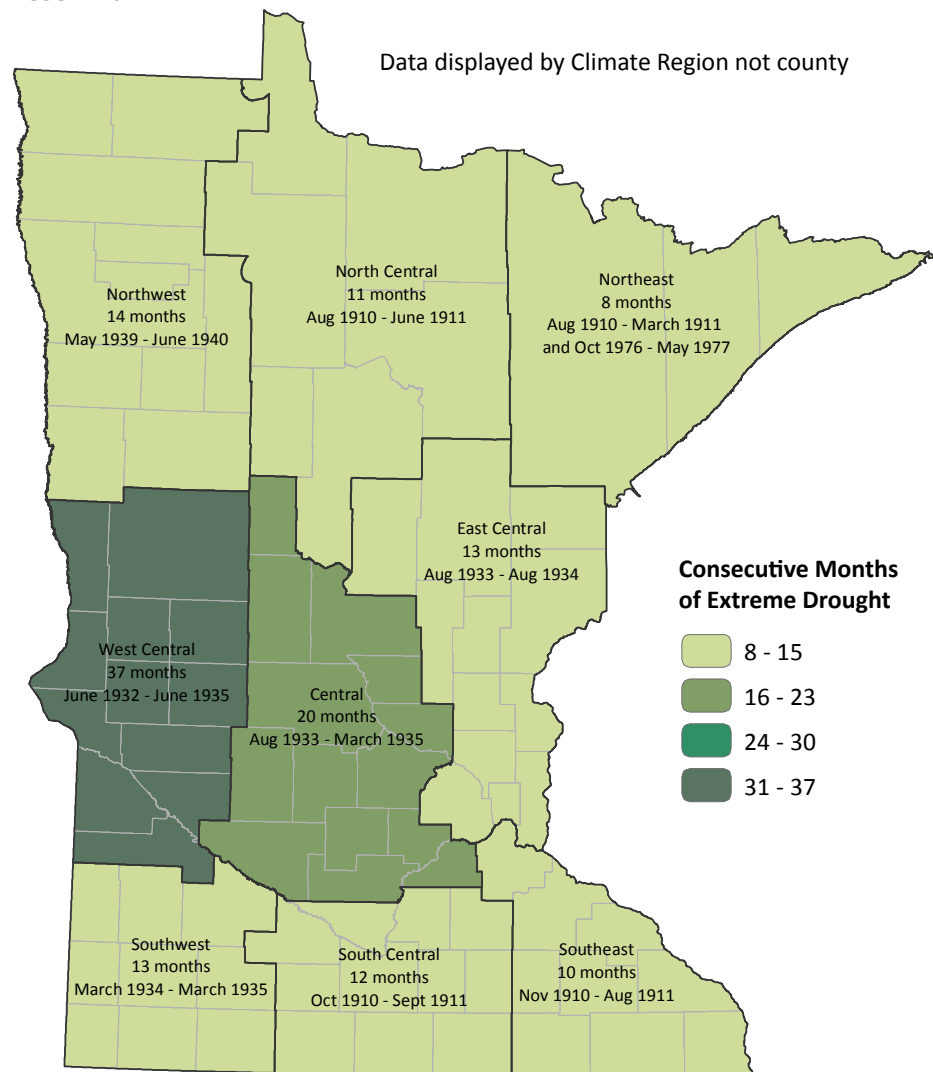 Data displayed by Climate Region not county
North Central
11 months
Aug 1910 - June 1911
Northeast
8 months
Aug 1910 - March 1911
and Oct 1976 - May 1977
Northwest
14 months
May 1939 - June 1940
East Central
13 months
Aug 1933 - Aug 1934
West Central
37 months
June 1932 - June 1935
Central
20 months
Aug 1933 - March 1935
Consecutive Months
of Extreme Drought
8 - 15
16 - 23
24 - 30
31 - 37
Southwest
13 months
March 1934 - March 1935
South Central
12 months
Oct 1910 - Sept 1911
Southeast
10 months
Nov 1910 - Aug 1911